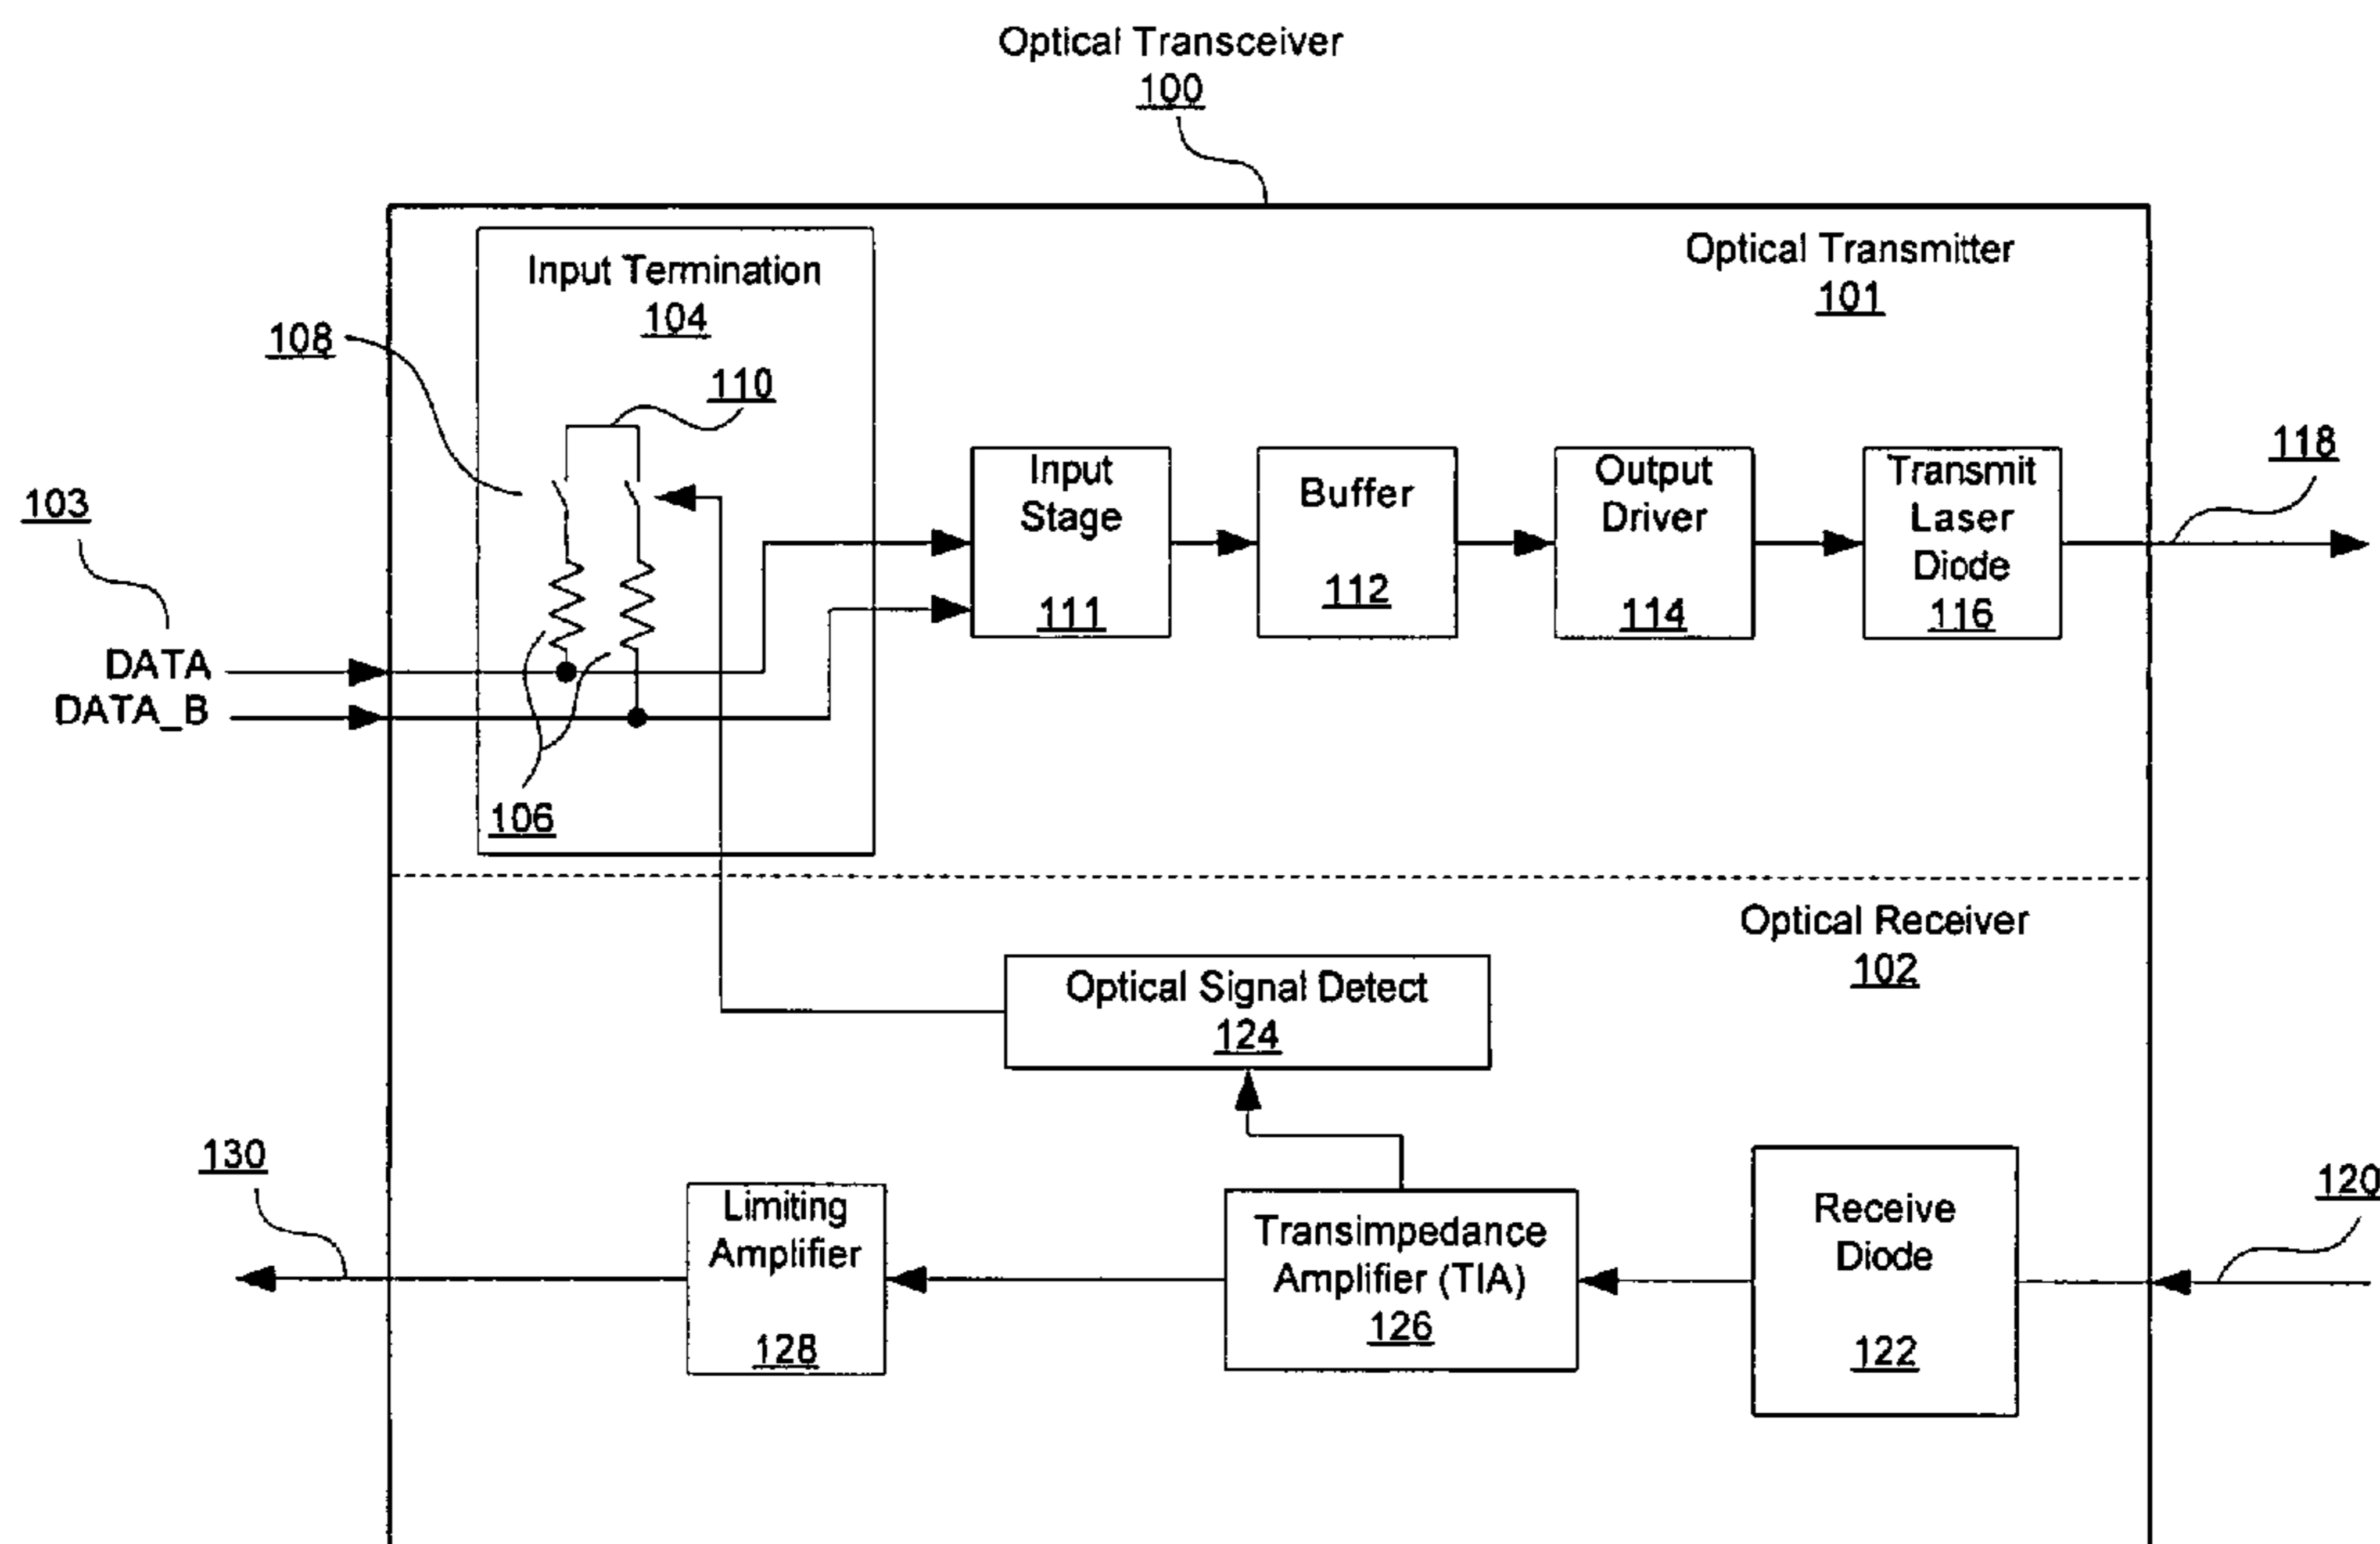 Optical Transceiver
100
Optical Transmitter
101
Input Termination
104
108
110
103
DATA
DATA_B
106
Input
Stage
111
Buffer
112
Output
Driver
114
Transmit
Laser
Diode
116
118
Optical Receiver
102
Optical Signal Detect
124
130
Limiting
Amplifier
128
Transimpedance
Amplifier (TIA)
126
Receive
Diode
122
120